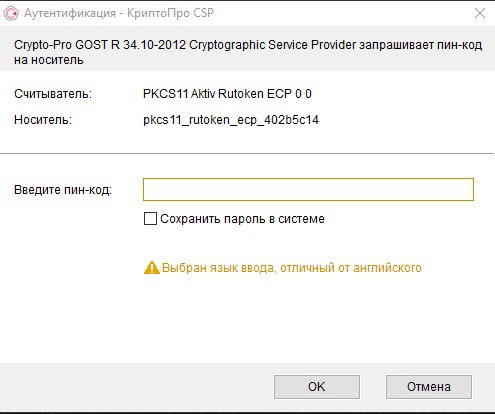 Аутентификация - КриптоПро CSP
Crypto-Pro GOST R 34.10-2012 Cryptographic Service Provider запрашивает пин-код
на носитель
Считыватель: PKCS11 Aktiv Rutoken ECP 0 0
Носитель: pkcs11_rutoken_ecp_402b5c14
Введите пин-код:
Сохранить пароль в системе
Выбран язык ввода, отличный от английского
OK Отмена